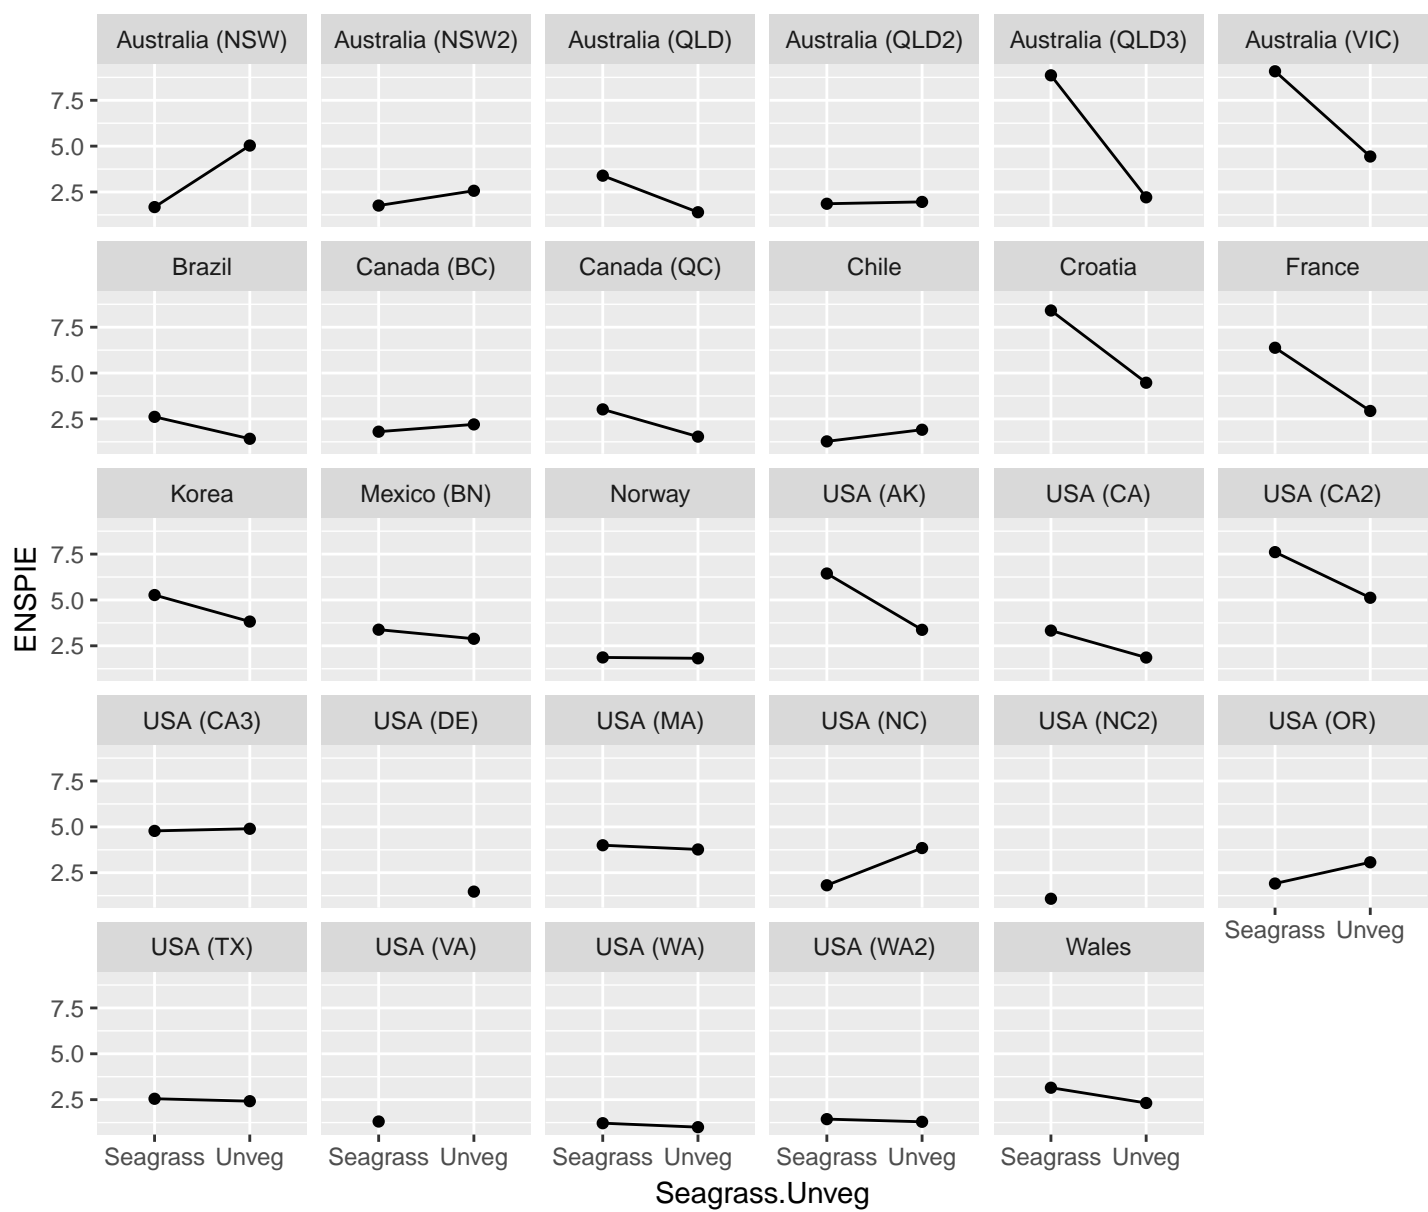 Australia (NSW) Australia (NSW2) Australia (QLD) Australia (QLD2) Australia (QLD3) Australia (VIC)
7.5
5.0
2.5
Brazil Canada (BC) Canada (QC) Chile Croatia France
7.5
5.0
2.5
Korea Mexico (BN) Norway USA (AK) USA (CA) USA (CA2)
7.5
5.0
2.5
ENSPIE
USA (CA3) USA (DE) USA (MA) USA (NC) USA (NC2) USA (OR)
7.5
5.0
2.5
Seagrass Unveg
USA (TX) USA (VA) USA (WA) USA (WA2) Wales
7.5
5.0
2.5
Seagrass Unveg Seagrass Unveg Seagrass Unveg Seagrass Unveg Seagrass Unveg
Seagrass.Unveg